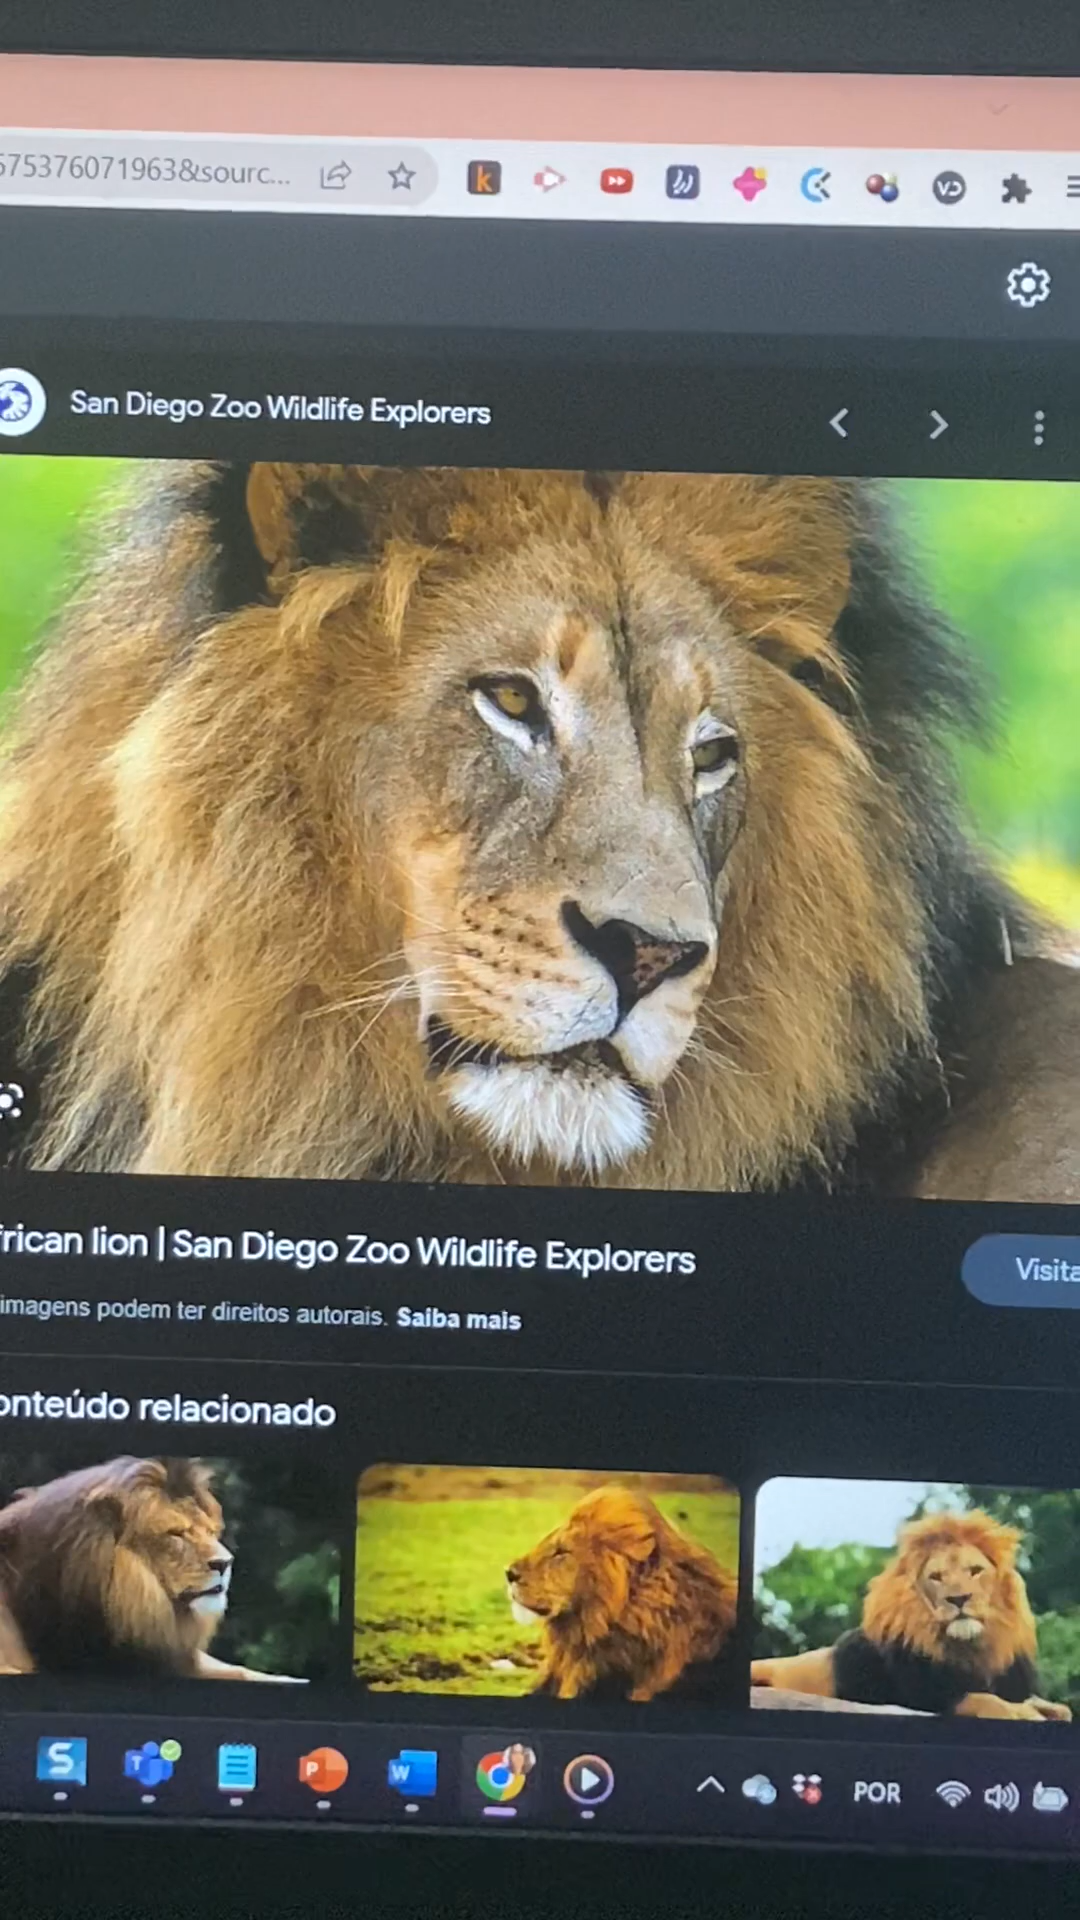 575376071963&sourc...
San Diego Zoo Wildlife Explorers
frican lion | San Diego Zoo Wildlife Explorers
Visita
imagens podem ter direitos autorais. Saiba mais
onteúdo relacionado
POR